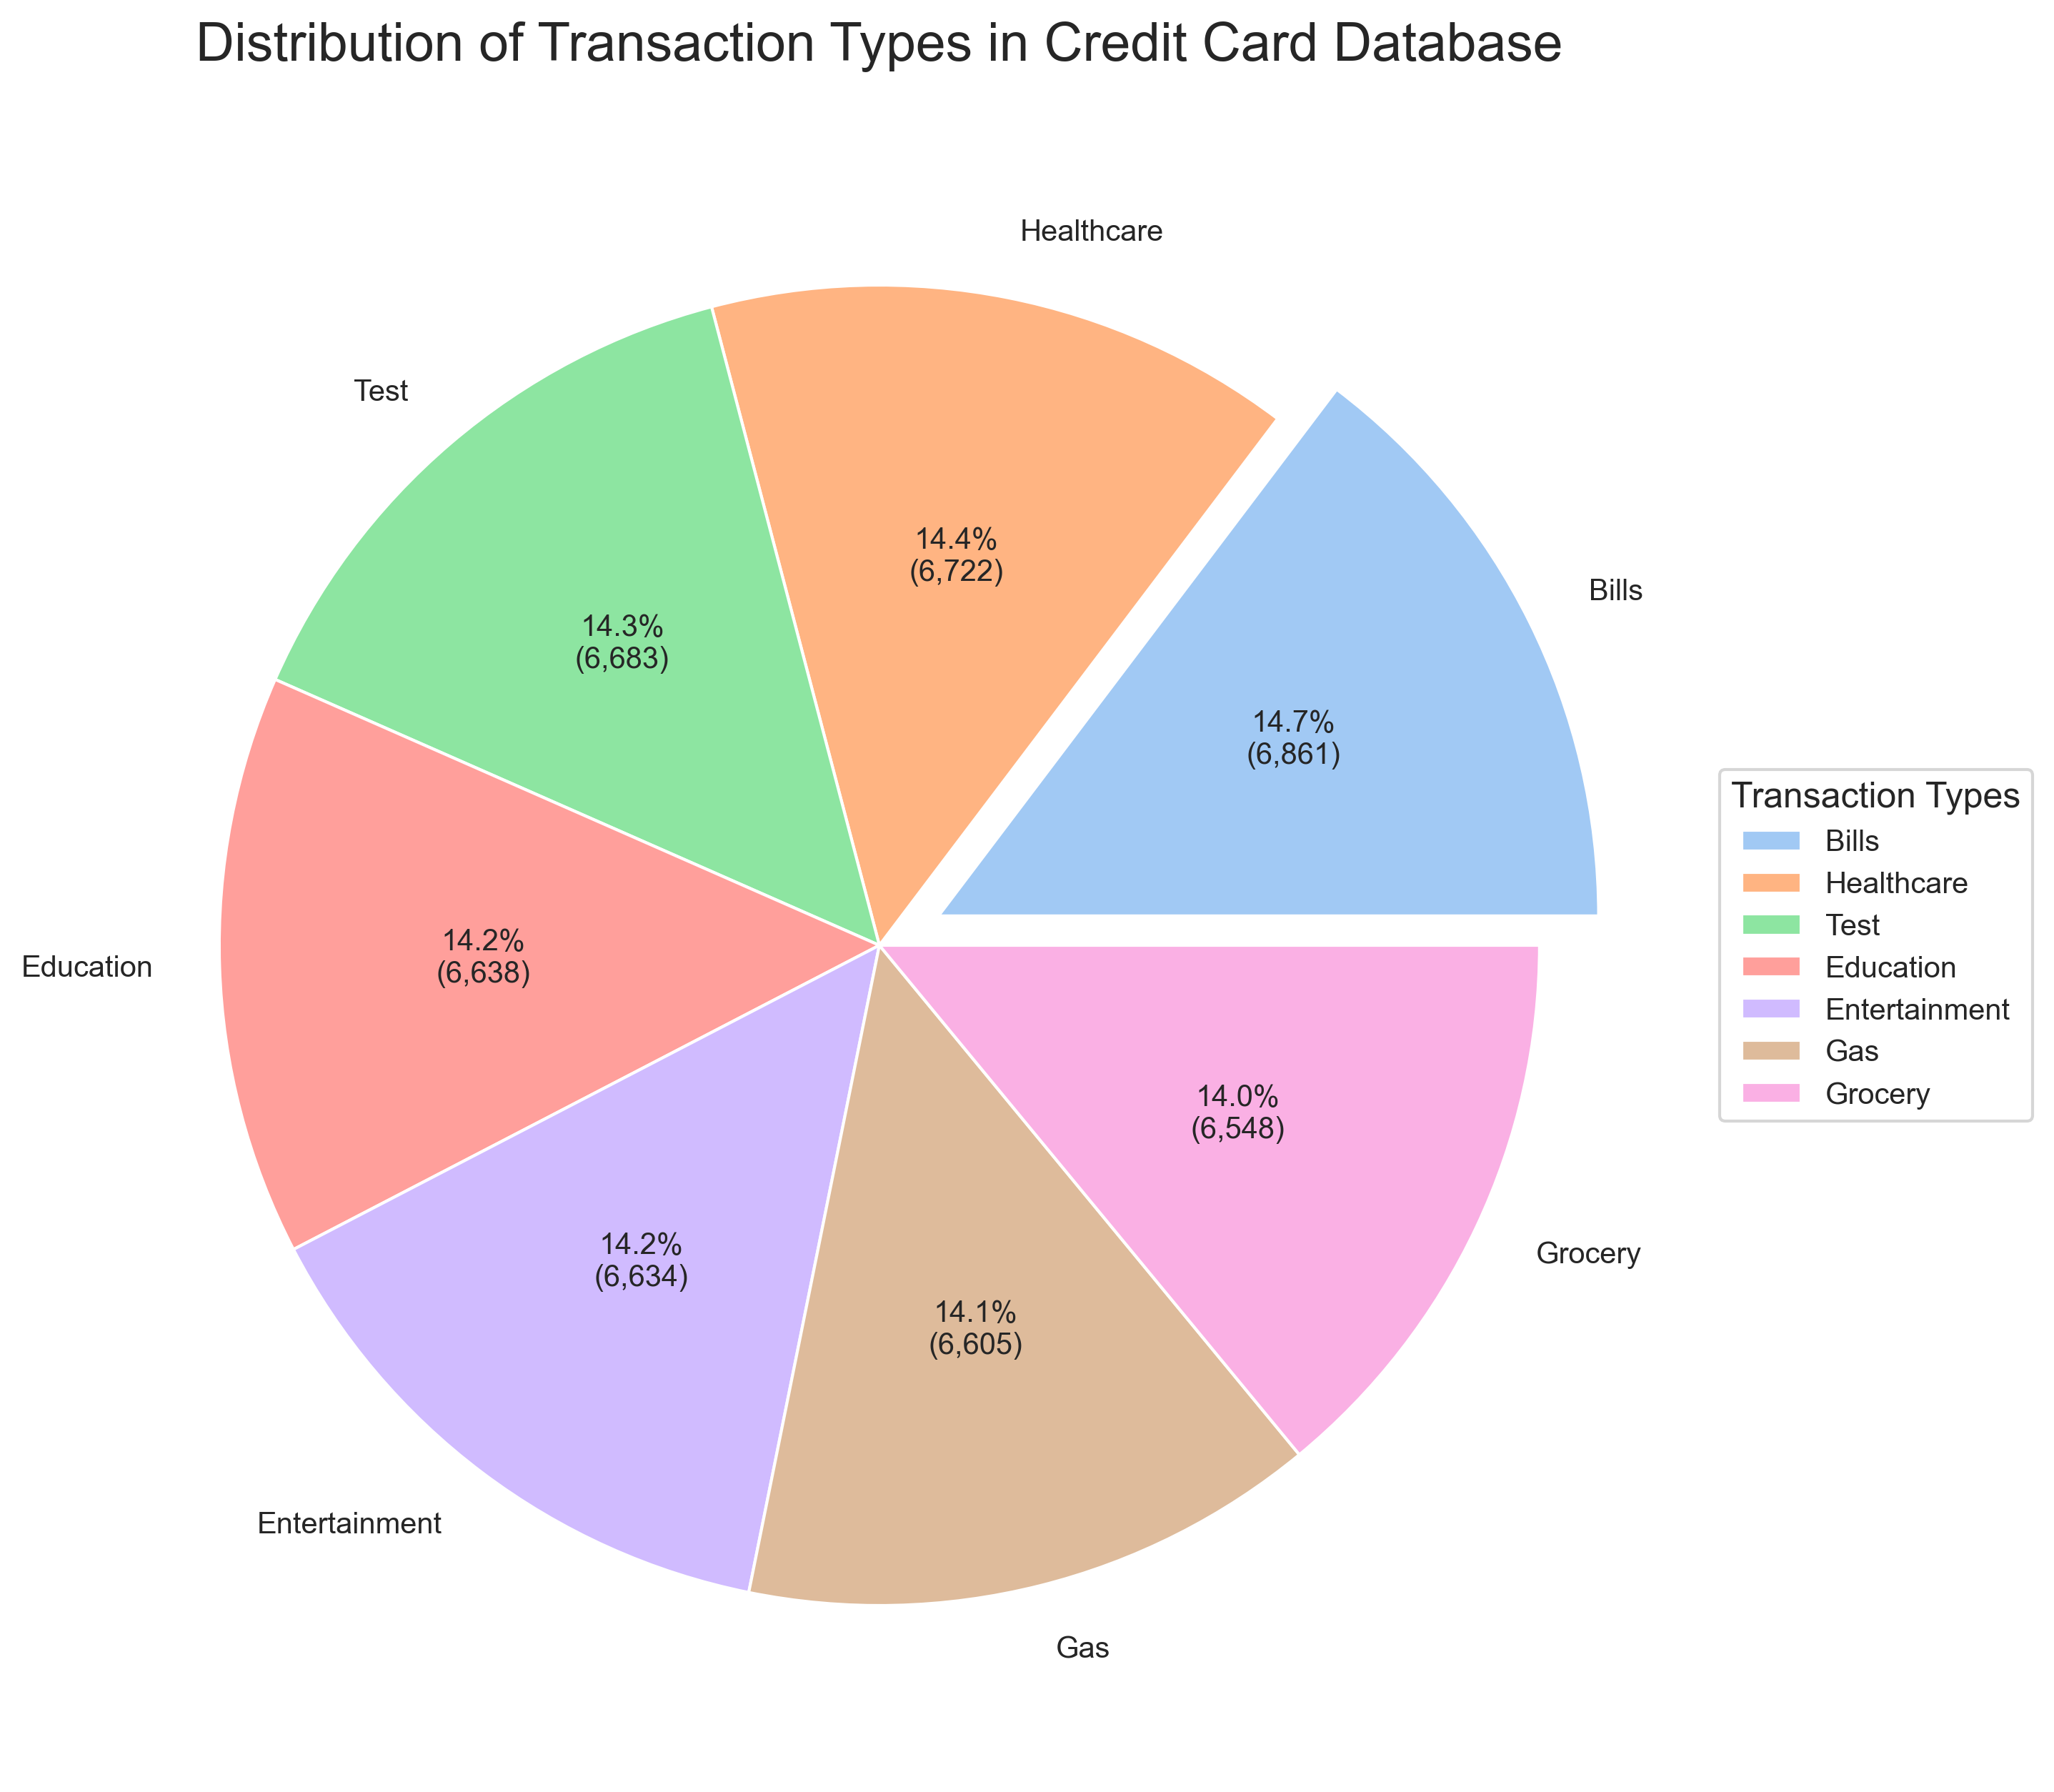 Distribution of Transaction Types in Credit Card Database
Healthcare
Test
Bills
Education
Entertainment
Gas
Grocery
14.4%
(6,722)
14.3%
(6,683)
14.7%
(6,861)
14.2%
(6,638)
14.2%
(6,634)
14.1%
(6,605)
14.0%
(6,548)
Transaction Types
Bills
Healthcare
Test
Education
Entertainment
Gas
Grocery